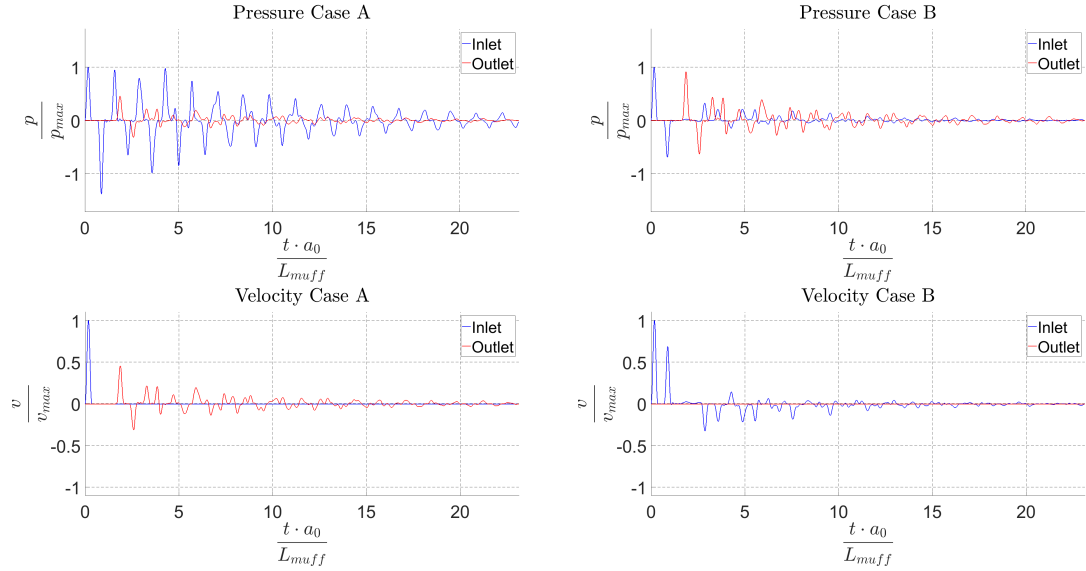 Pressure Case A
Inlet
Outlet
p
p_max
1
0
-1
0 5 10 15 20
t · a_0
L_muff
Pressure Case B
Inlet
Outlet
p
p_max
1
0
-1
0 5 10 15 20
t · a_0
L_muff
Velocity Case A
Inlet
Outlet
v
v_max
1
0.5
0
-0.5
-1
0 5 10 15 20
t · a_0
L_muff
Velocity Case B
Inlet
Outlet
v
v_max
1
0.5
0
-0.5
-1
0 5 10 15 20
t · a_0
L_muff